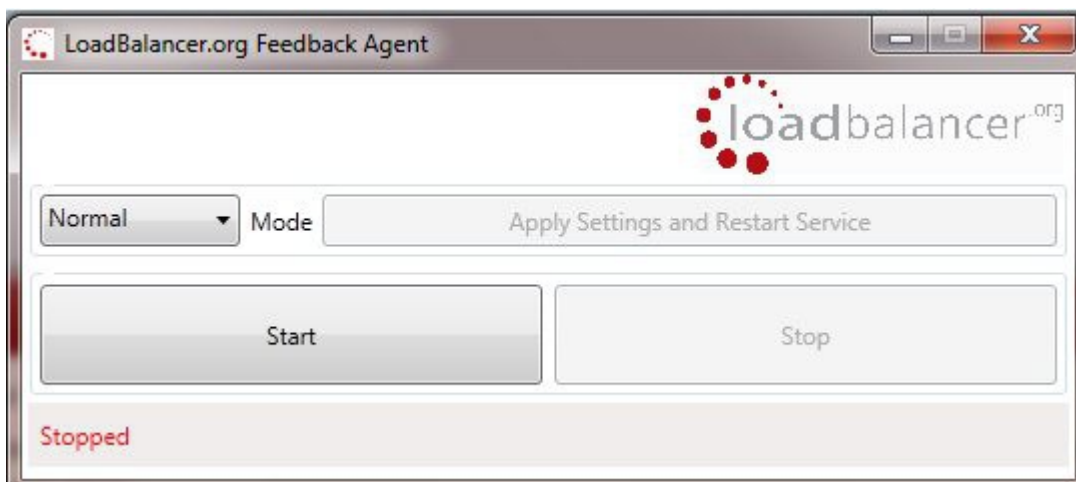 LoadBalancer.org Feedback Agent
loadbalancer.org
Normal Mode Apply Settings and Restart Service
Start Stop
Stopped